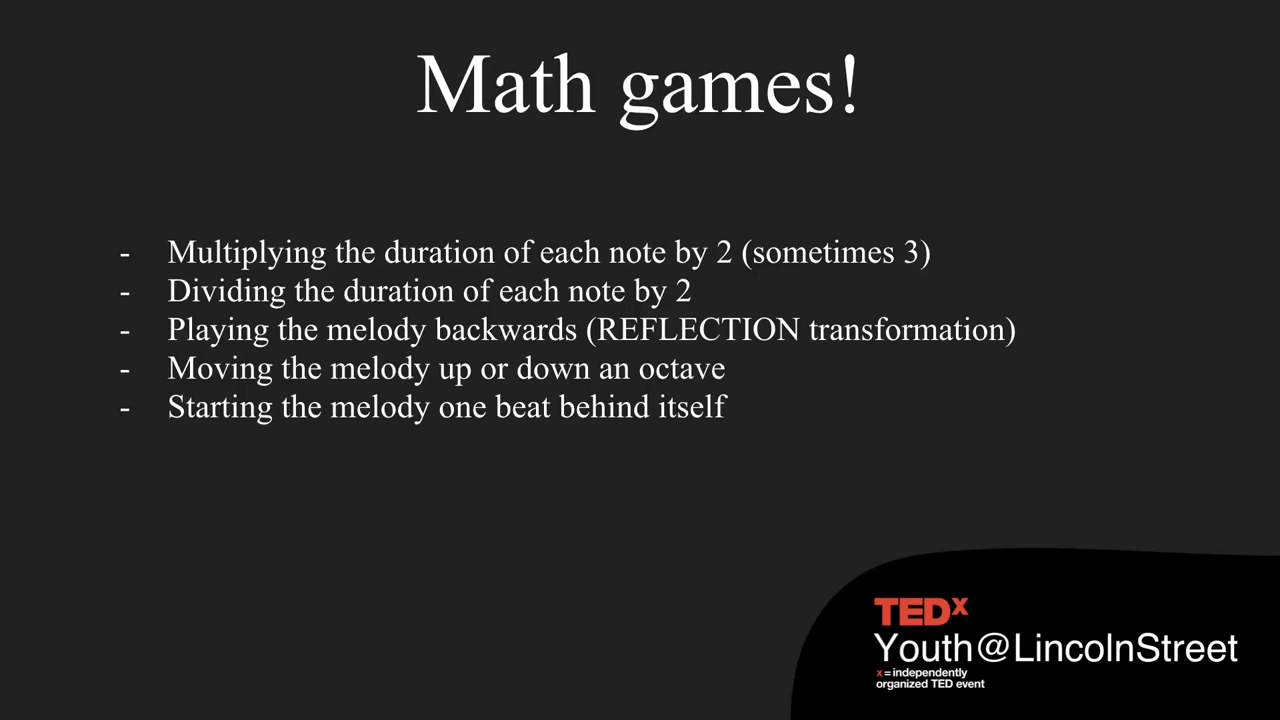 Math games!
- Multiplying the duration of each note by 2 (sometimes 3)
- Dividing the duration of each note by 2
- Playing the melody backwards (REFLECTION transformation)
- Moving the melody up or down an octave
- Starting the melody one beat behind itself
TEDx
Youth@LincolnStreet
x = independently
organized TED event